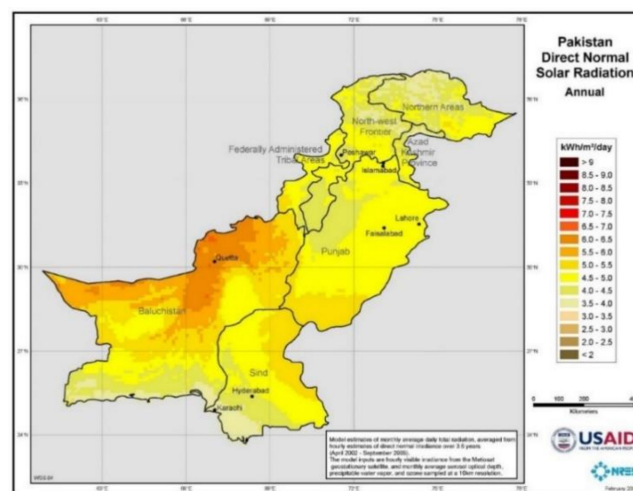 Pakistan
Direct Normal
Solar Radiation
Annual
Northern Areas
North-west
Frontier
Azad
Kashmir
Province
Federally Administered
Tribal Areas
Peshawar
Islamabad
Lahore
Faisalabad
Punjab
Quetta
Baluchistan
Sind
Hyderabad
Karachi
kWh/m²/day
> 9
8.5 - 9.0
8.0 - 8.5
7.5 - 8.0
7.0 - 7.5
6.5 - 7.0
6.0 - 6.5
5.5 - 6.0
5.0 - 5.5
4.5 - 5.0
4.0 - 4.5
3.5 - 4.0
3.0 - 3.5
2.5 - 3.0
2.0 - 2.5
< 2
Kilometers
Model estimates of monthly average daily total radiation, averaged from
hourly estimates of direct normal irradiance over 3.5 years
The model inputs are hourly visible irradiance from the Meteosat
geostationary satellite, and monthly average aerosol optical depth,
precipitable water vapor, and ozone sampled at a 10km resolution.
USAID